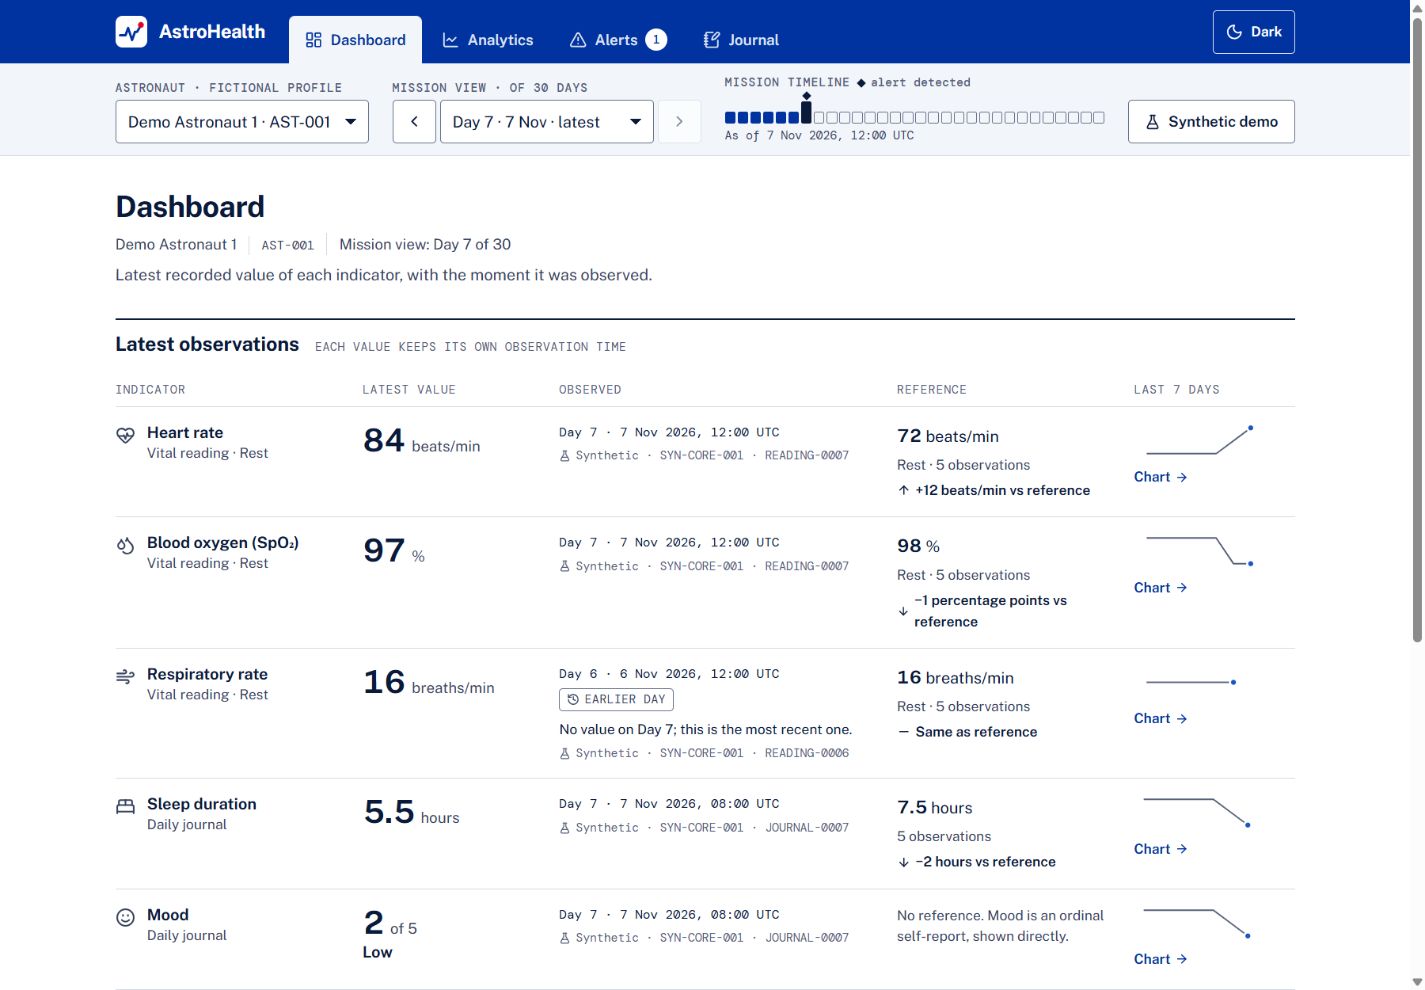 AstroHealth
Dashboard
Analytics
Alerts 1
Journal
Dark
ASTRONAUT · FICTIONAL PROFILE
Demo Astronaut 1 · AST-001
MISSION VIEW · OF 30 DAYS
Day 7 · 7 Nov · latest
MISSION TIMELINE ◆ alert detected
As of 7 Nov 2026, 12:00 UTC
Synthetic demo
Dashboard
Demo Astronaut 1 AST-001 Mission view: Day 7 of 30
Latest recorded value of each indicator, with the moment it was observed.
Latest observations EACH VALUE KEEPS ITS OWN OBSERVATION TIME
INDICATOR LATEST VALUE OBSERVED REFERENCE LAST 7 DAYS
Heart rate
Vital reading · Rest
84 beats/min
Day 7 · 7 Nov 2026, 12:00 UTC
Synthetic · SYN-CORE-001 · READING-0007
72 beats/min
Rest · 5 observations
↑ +12 beats/min vs reference
Chart →
Blood oxygen (SpO₂)
Vital reading · Rest
97 %
Day 7 · 7 Nov 2026, 12:00 UTC
Synthetic · SYN-CORE-001 · READING-0007
98 %
Rest · 5 observations
↓ −1 percentage points vs
reference
Chart →
Respiratory rate
Vital reading · Rest
16 breaths/min
Day 6 · 6 Nov 2026, 12:00 UTC
EARLIER DAY
No value on Day 7; this is the most recent one.
Synthetic · SYN-CORE-001 · READING-0006
16 breaths/min
Rest · 5 observations
— Same as reference
Chart →
Sleep duration
Daily journal
5.5 hours
Day 7 · 7 Nov 2026, 08:00 UTC
Synthetic · SYN-CORE-001 · JOURNAL-0007
7.5 hours
5 observations
↓ −2 hours vs reference
Chart →
Mood
Daily journal
2 of 5
Low
Day 7 · 7 Nov 2026, 08:00 UTC
Synthetic · SYN-CORE-001 · JOURNAL-0007
No reference. Mood is an ordinal
self-report, shown directly.
Chart →